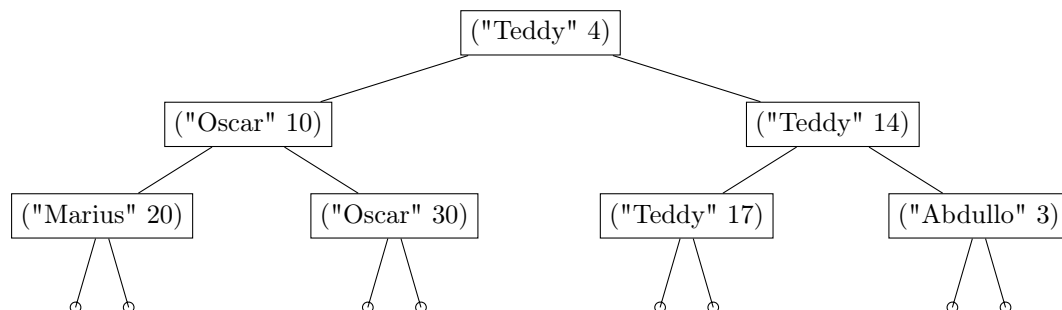 ("Teddy" 4)
("Oscar" 10) ("Teddy" 14)
("Marius" 20) ("Oscar" 30) ("Teddy" 17) ("Abdullo" 3)